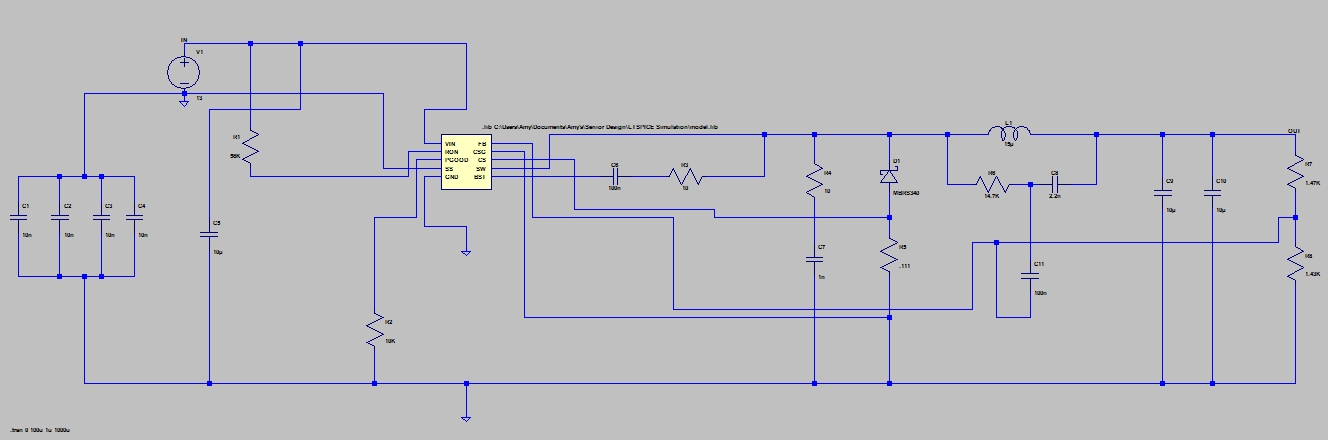 IN
V1
13
.lib C:\Users\Amy\Documents\Amy's\Senior Design\LTSPICE Simulation\model.lib
L1
15µ
OUT
R1
56K
VIN
RON
PGOOD
SS
GND
FB
CSG
CS
SW
BST
C6
100n
R3
10
R4
10
D1
MBRS340
R6
14.7K
C8
2.2n
C9
10µ
C10
10µ
R7
1.47K
C1
10n
C2
10n
C3
10n
C4
10n
C5
10µ
C7
1n
R5
.111
C11
100n
R8
1.43K
R2
10K
.tran 0 100u 1u 1000u